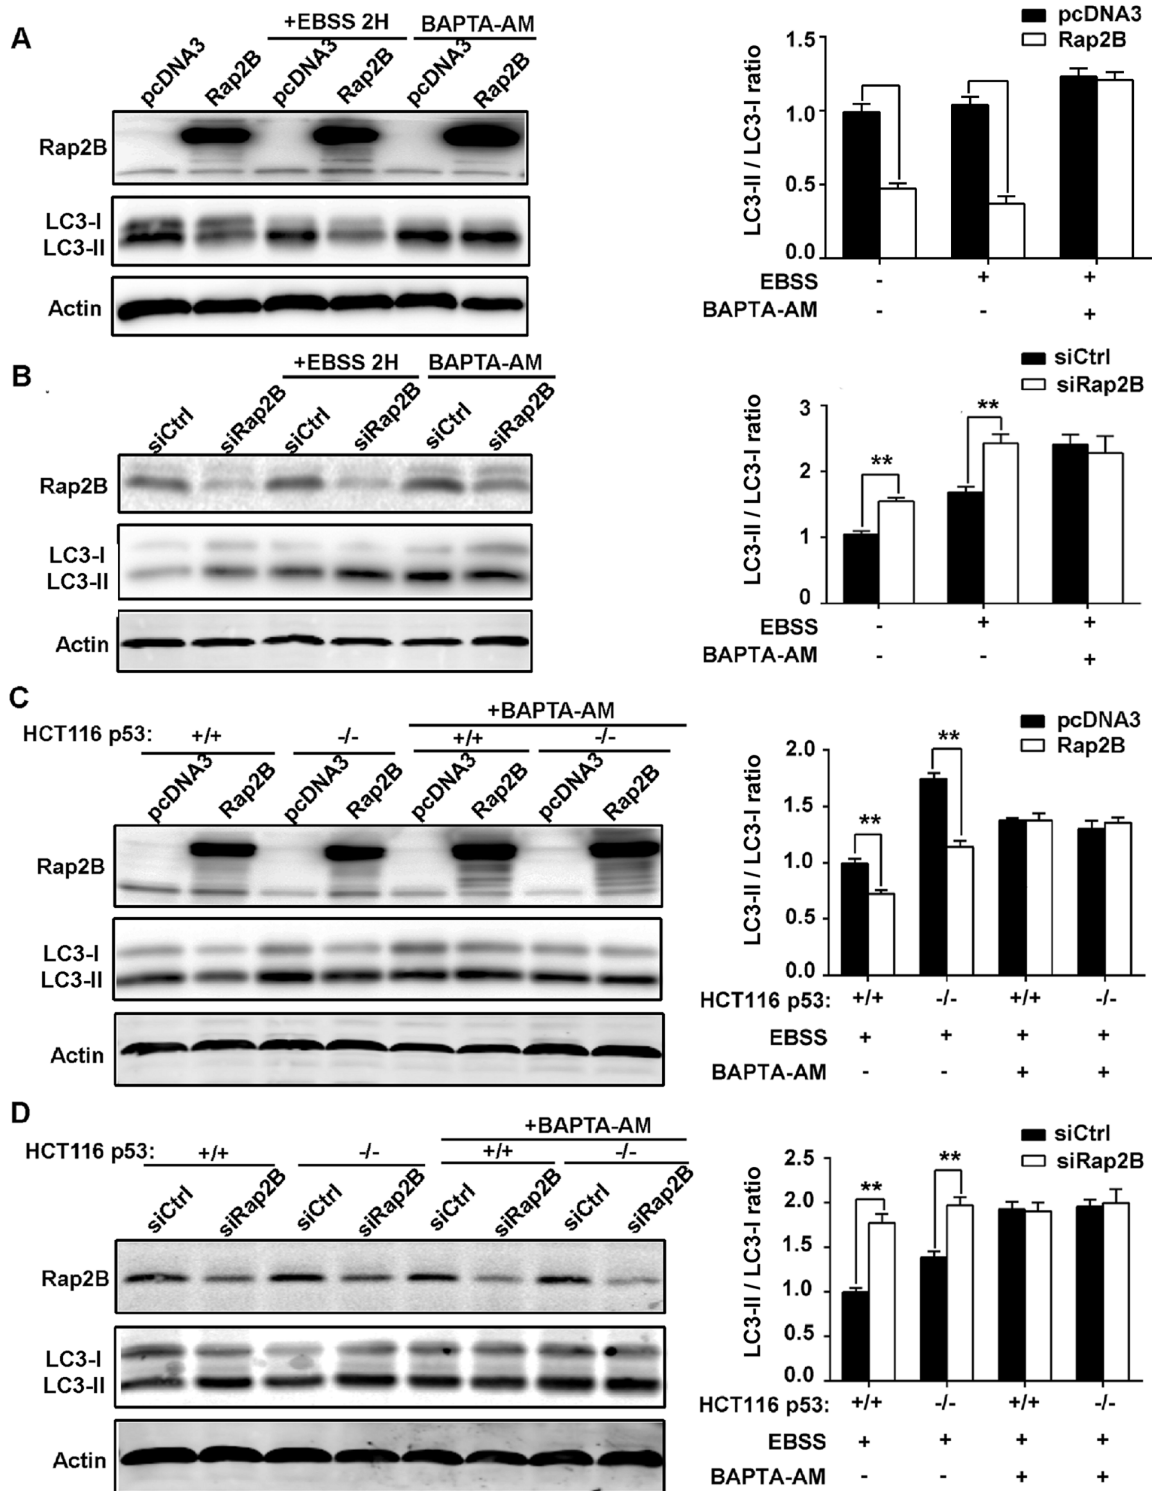 A
+EBSS 2H BAPTA-AM
pcDNA3 Rap2B pcDNA3 Rap2B pcDNA3 Rap2B
Rap2B
LC3-I
LC3-II
Actin
pcDNA3
Rap2B
LC3-II / LC3-I ratio
1.5
1.0
0.5
0.0
EBSS - + +
BAPTA-AM - - +
B
+EBSS 2H BAPTA-AM
siCtrl siRap2B siCtrl siRap2B siCtrl siRap2B
Rap2B
LC3-I
LC3-II
Actin
siCtrl
siRap2B
LC3-II / LC3-I ratio
3
2
1
0
** **
EBSS - + +
BAPTA-AM - - +
C
+BAPTA-AM
HCT116 p53: +/+ -/- +/+ -/-
pcDNA3 Rap2B pcDNA3 Rap2B pcDNA3 Rap2B pcDNA3 Rap2B
Rap2B
LC3-I
LC3-II
Actin
pcDNA3
Rap2B
LC3-II / LC3-I ratio
2.0
1.5
1.0
0.5
0.0
** **
HCT116 p53: +/+ -/- +/+ -/-
EBSS + + + +
BAPTA-AM - - + +
D
+BAPTA-AM
HCT116 p53: +/+ -/- +/+ -/-
siCtrl siRap2B siCtrl siRap2B siCtrl siRap2B siCtrl siRap2B
Rap2B
LC3-I
LC3-II
Actin
siCtrl
siRap2B
LC3-II / LC3-I ratio
2.5
2.0
1.5
1.0
0.5
0.0
** **
HCT116 p53: +/+ -/- +/+ -/-
EBSS + + + +
BAPTA-AM - - + +